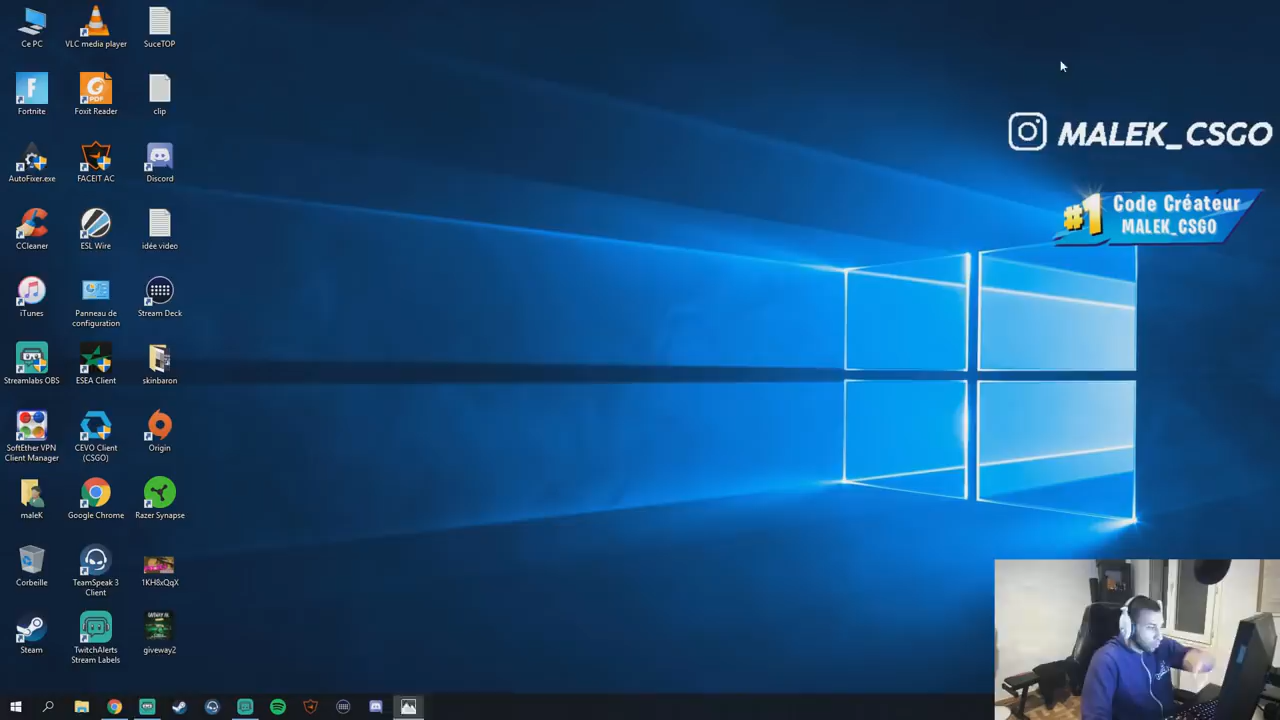 Ce PC
VLC media player
SuceTOP
Fortnite
Foxit Reader
clip
AutoFixer.exe
FACEIT AC
Discord
CCleaner
ESL Wire
idée video
iTunes
Panneau de
configuration
Stream Deck
Streamlabs OBS
ESEA Client
skinbaron
SoftEther VPN
Client Manager
CEVO Client
(CSGO)
Origin
maleK
Google Chrome
Razer Synapse
Corbeille
TeamSpeak 3
Client
1KH8xQqX
Steam
TwitchAlerts
Stream Labels
giveway2
MALEK_CSGO
#1
Code Créateur
MALEK_CSGO